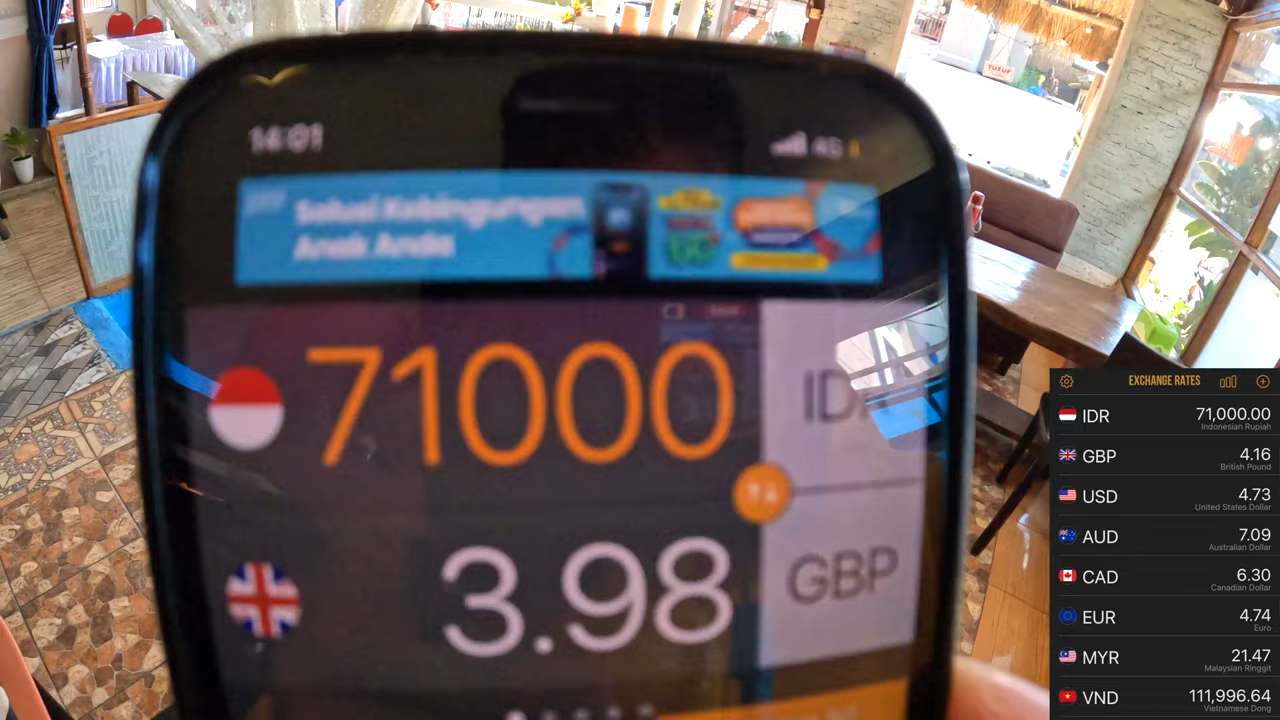 TUTUP
14:01
4G
Solusi Kebingungan
Anak Anda
71000
IDR
3.98
GBP
EXCHANGE RATES
IDR 71,000.00
Indonesian Rupiah
GBP 4.16
British Pound
USD 4.73
United States Dollar
AUD 7.09
Australian Dollar
CAD 6.30
Canadian Dollar
EUR 4.74
Euro
MYR 21.47
Malaysian Ringgit
VND 111,996.64
Vietnamese Dong